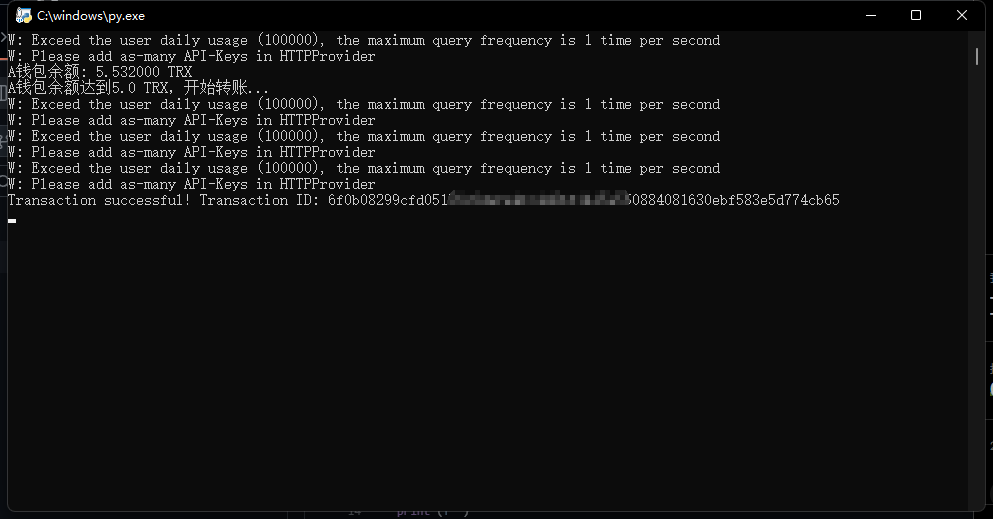 C:\windows\py.exe
W: Exceed the user daily usage (100000), the maximum query frequency is 1 time per second
W: Please add as-many API-Keys in HTTPProvider
A钱包余额: 5.532000 TRX
A钱包余额达到5.0 TRX, 开始转账...
W: Exceed the user daily usage (100000), the maximum query frequency is 1 time per second
W: Please add as-many API-Keys in HTTPProvider
W: Exceed the user daily usage (100000), the maximum query frequency is 1 time per second
W: Please add as-many API-Keys in HTTPProvider
W: Exceed the user daily usage (100000), the maximum query frequency is 1 time per second
W: Please add as-many API-Keys in HTTPProvider
Transaction successful! Transaction ID: